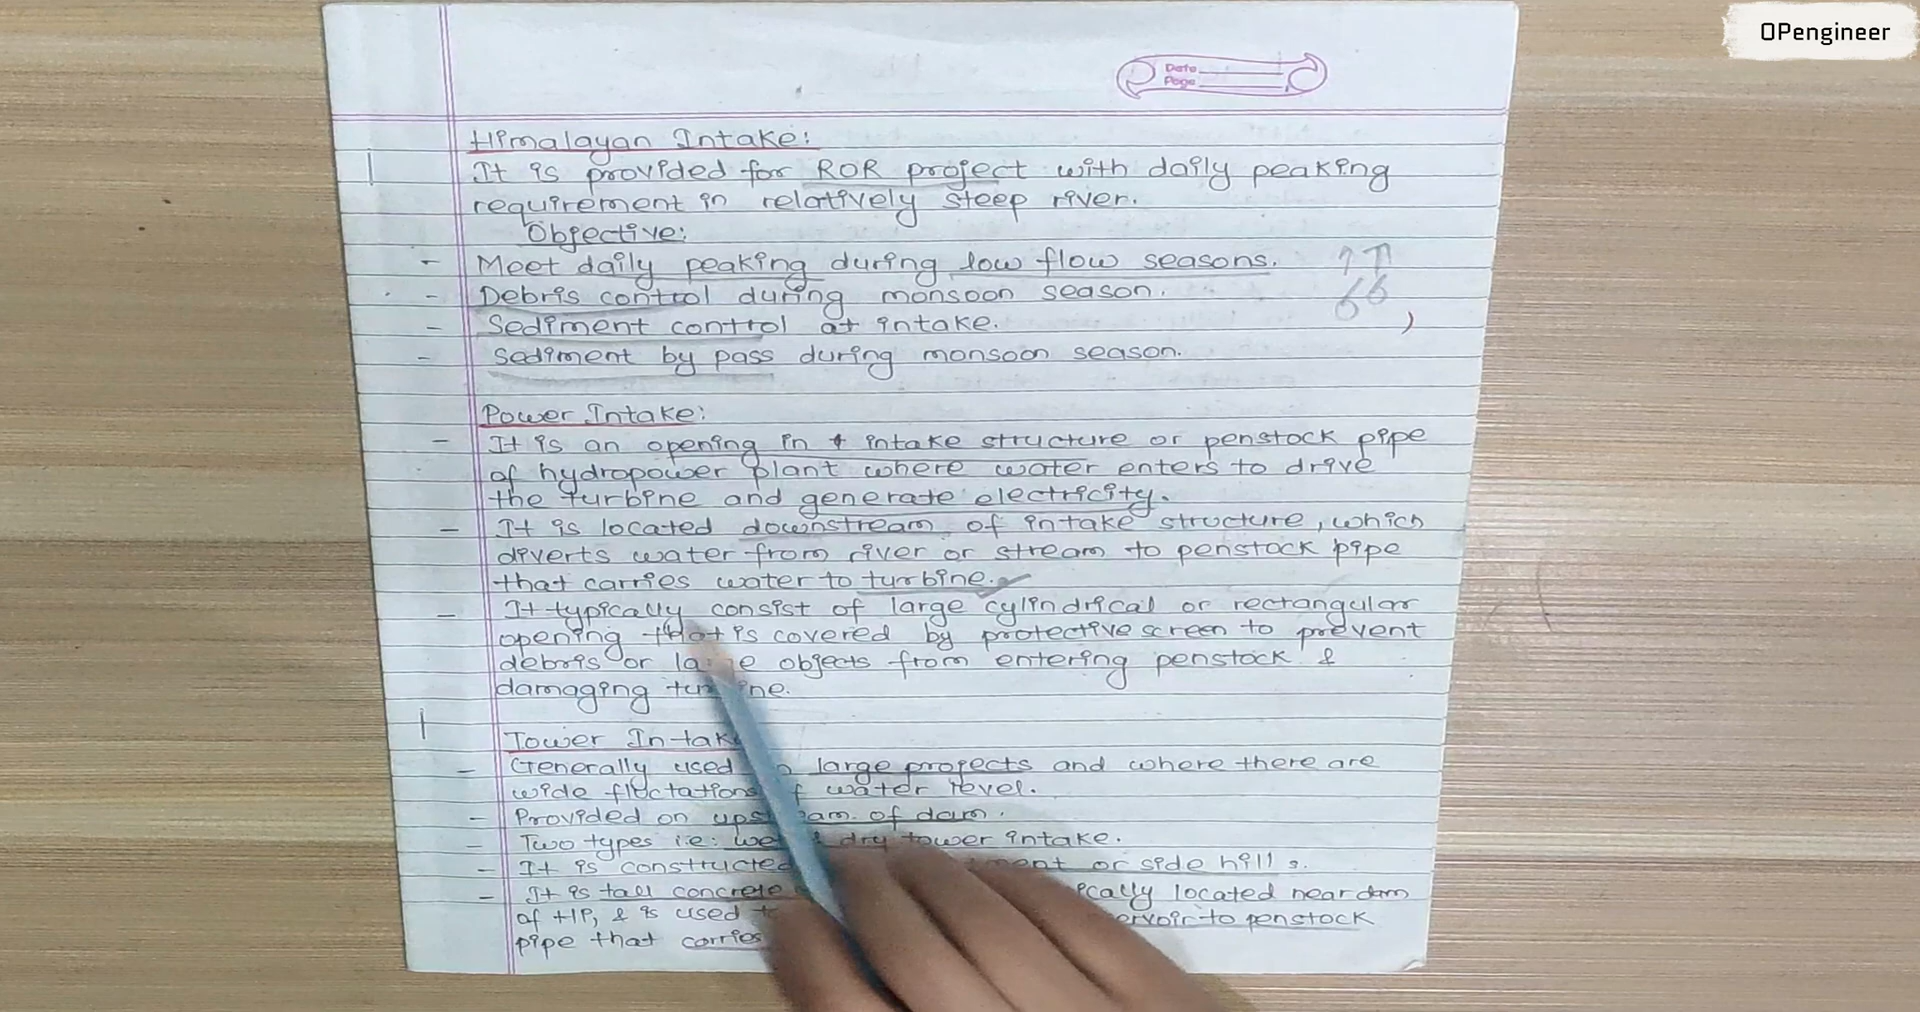 OPengineer
Date
Page
Himalayan Intake:
It is provided for ROR project with daily peaking
requirement in relatively steep river.
Objective:
- Meet daily peaking during low flow seasons.
- Debris control during monsoon season.
- Sediment control at intake.
- Sediment by pass during monsoon season.
Power Intake:
- It is an opening in intake structure or penstock pipe
of hydropower plant where water enters to drive
the turbine and generate electricity.
- It is located downstream of intake structure, which
diverts water from river or stream to penstock pipe
that carries water to turbine.
- It typically consist of large cylindrical or rectangular
opening that is covered by protective screen to prevent
debris or objects from entering penstock &
damaging
Tower
- Generally used large projects and where there are
wide fluctations water level.
- Provided on of dam.
- Two types i.e: dry tower intake.
- It is constructed or side hill s.
- It is tall concrete located near dam
of HP, & is used to penstock
pipe that carries